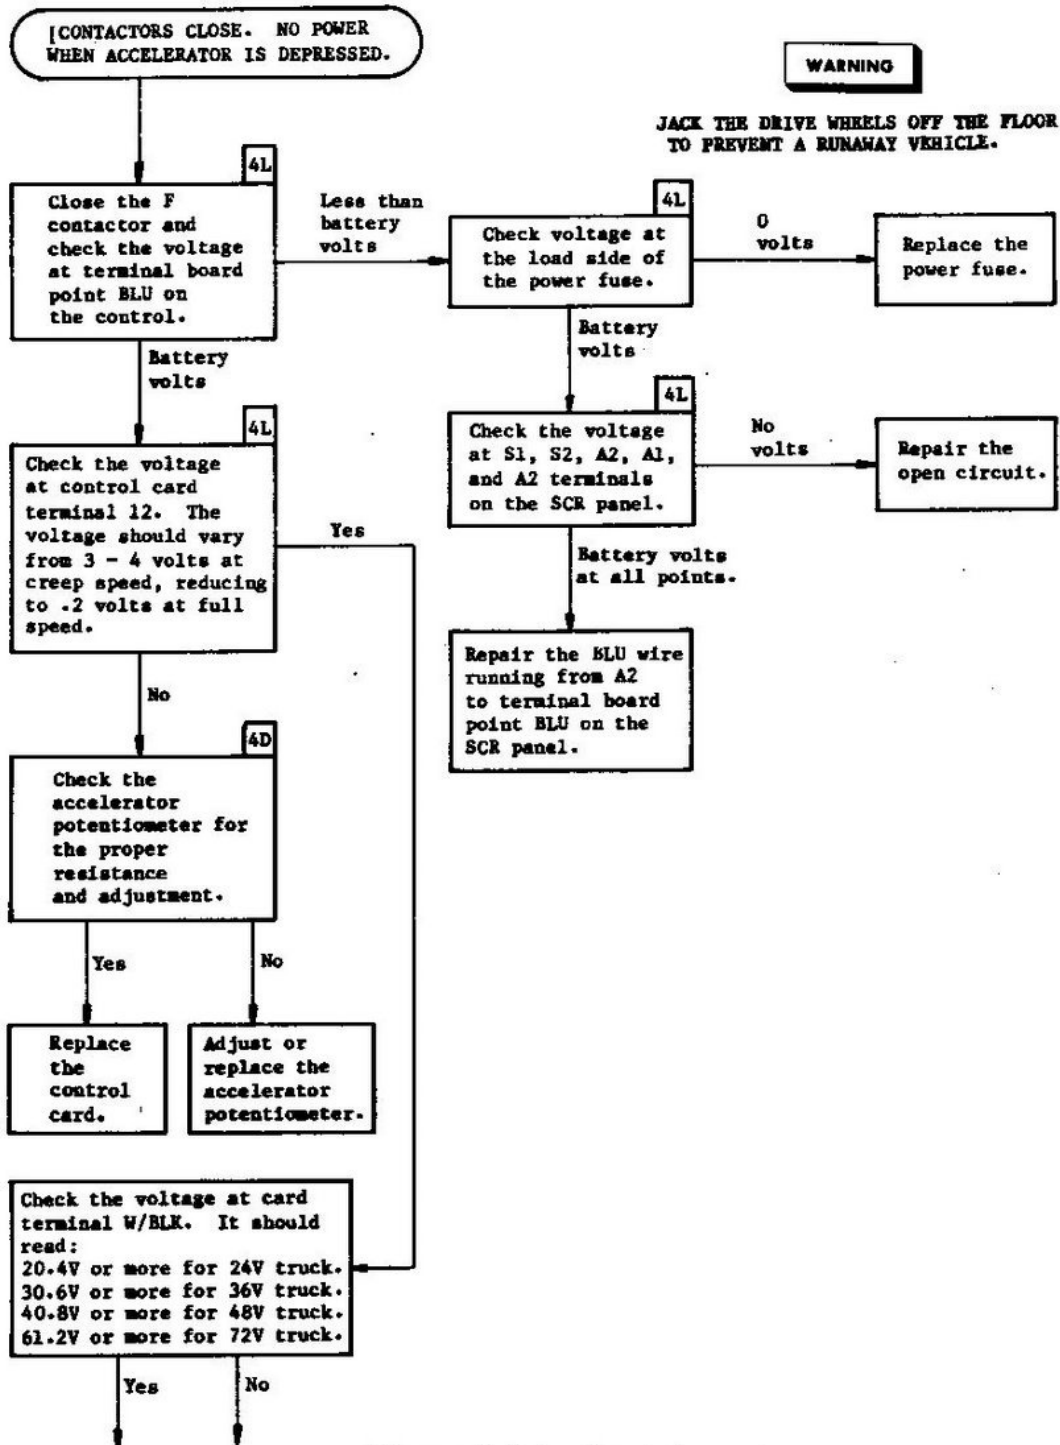 [CONTACTORS CLOSE. NO POWER
WHEN ACCELERATOR IS DEPRESSED.
WARNING
JACK THE DRIVE WHEELS OFF THE FLOOR
TO PREVENT A RUNAWAY VEHICLE.
4L
Close the F
contactor and
check the voltage
at terminal board
point BLU on
the control.
Less than
battery
volts
4L
Check voltage at
the load side of
the power fuse.
0
volts
Replace the
power fuse.
Battery
volts
Battery
volts
4L
Check the voltage
at control card
terminal 12. The
voltage should vary
from 3 - 4 volts at
creep speed, reducing
to .2 volts at full
speed.
Yes
4L
Check the voltage
at S1, S2, A2, A1,
and A2 terminals
on the SCR panel.
No
volts
Repair the
open circuit.
Battery volts
at all points.
Repair the BLU wire
running from A2
to terminal board
point BLU on the
SCR panel.
No
4D
Check the
accelerator
potentiometer for
the proper
resistance
and adjustment.
Yes
No
Replace
the
control
card.
Adjust or
replace the
accelerator
potentiometer.
Check the voltage at card
terminal W/BLK. It should
read:
20.4V or more for 24V truck.
30.6V or more for 36V truck.
40.8V or more for 48V truck.
61.2V or more for 72V truck.
Yes
No